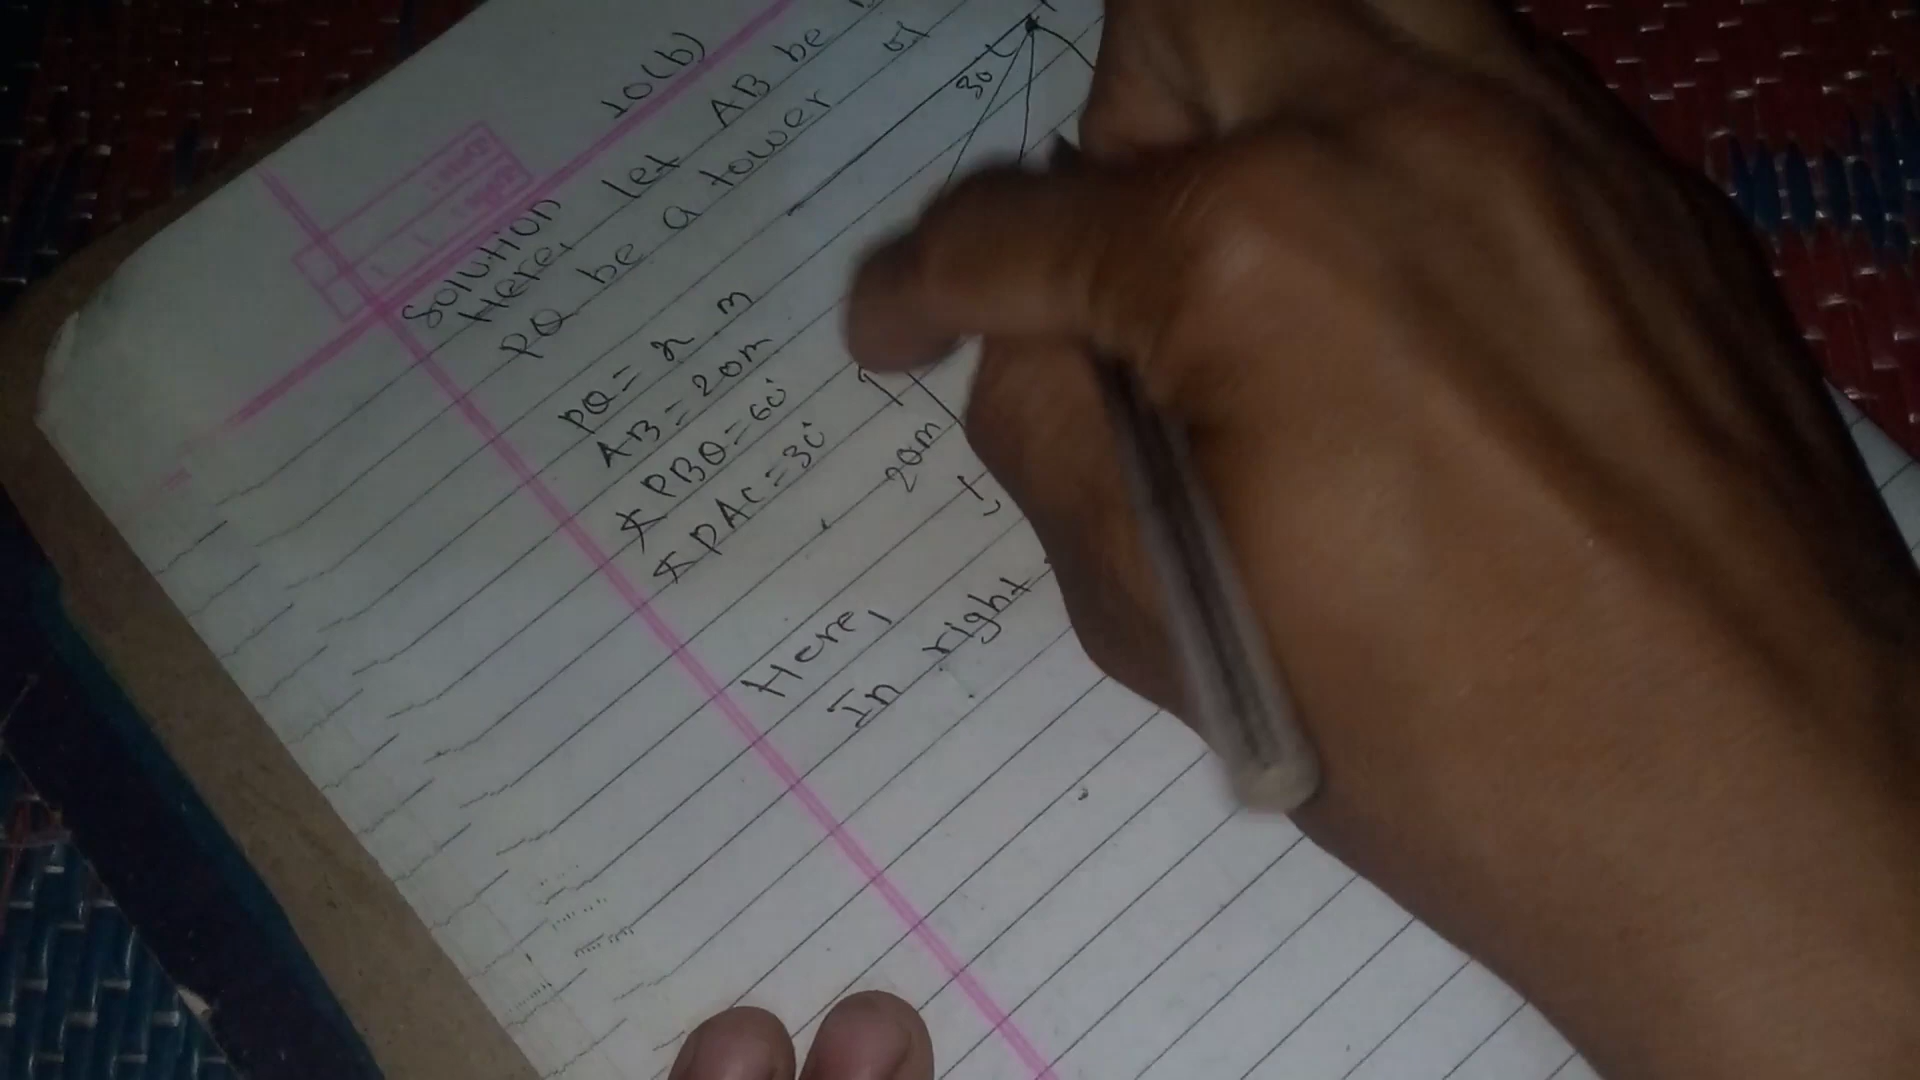 10(b)
Solution
Here, let AB be
PQ be a tower of
30
PQ = x m
AB = 20m
∡ PBQ = 60°
∡ PAC = 30°
20m
Here,
In right